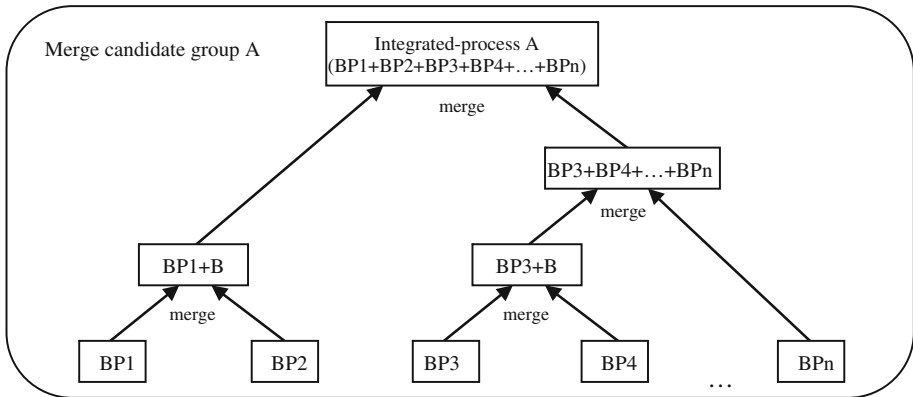 Merge candidate group A
Integrated-process A
(BP1+BP2+BP3+BP4+…+BPn)
merge
BP3+BP4+…+BPn
merge
BP1+B
BP3+B
merge
merge
BP1
BP2
BP3
BP4
…
BPn